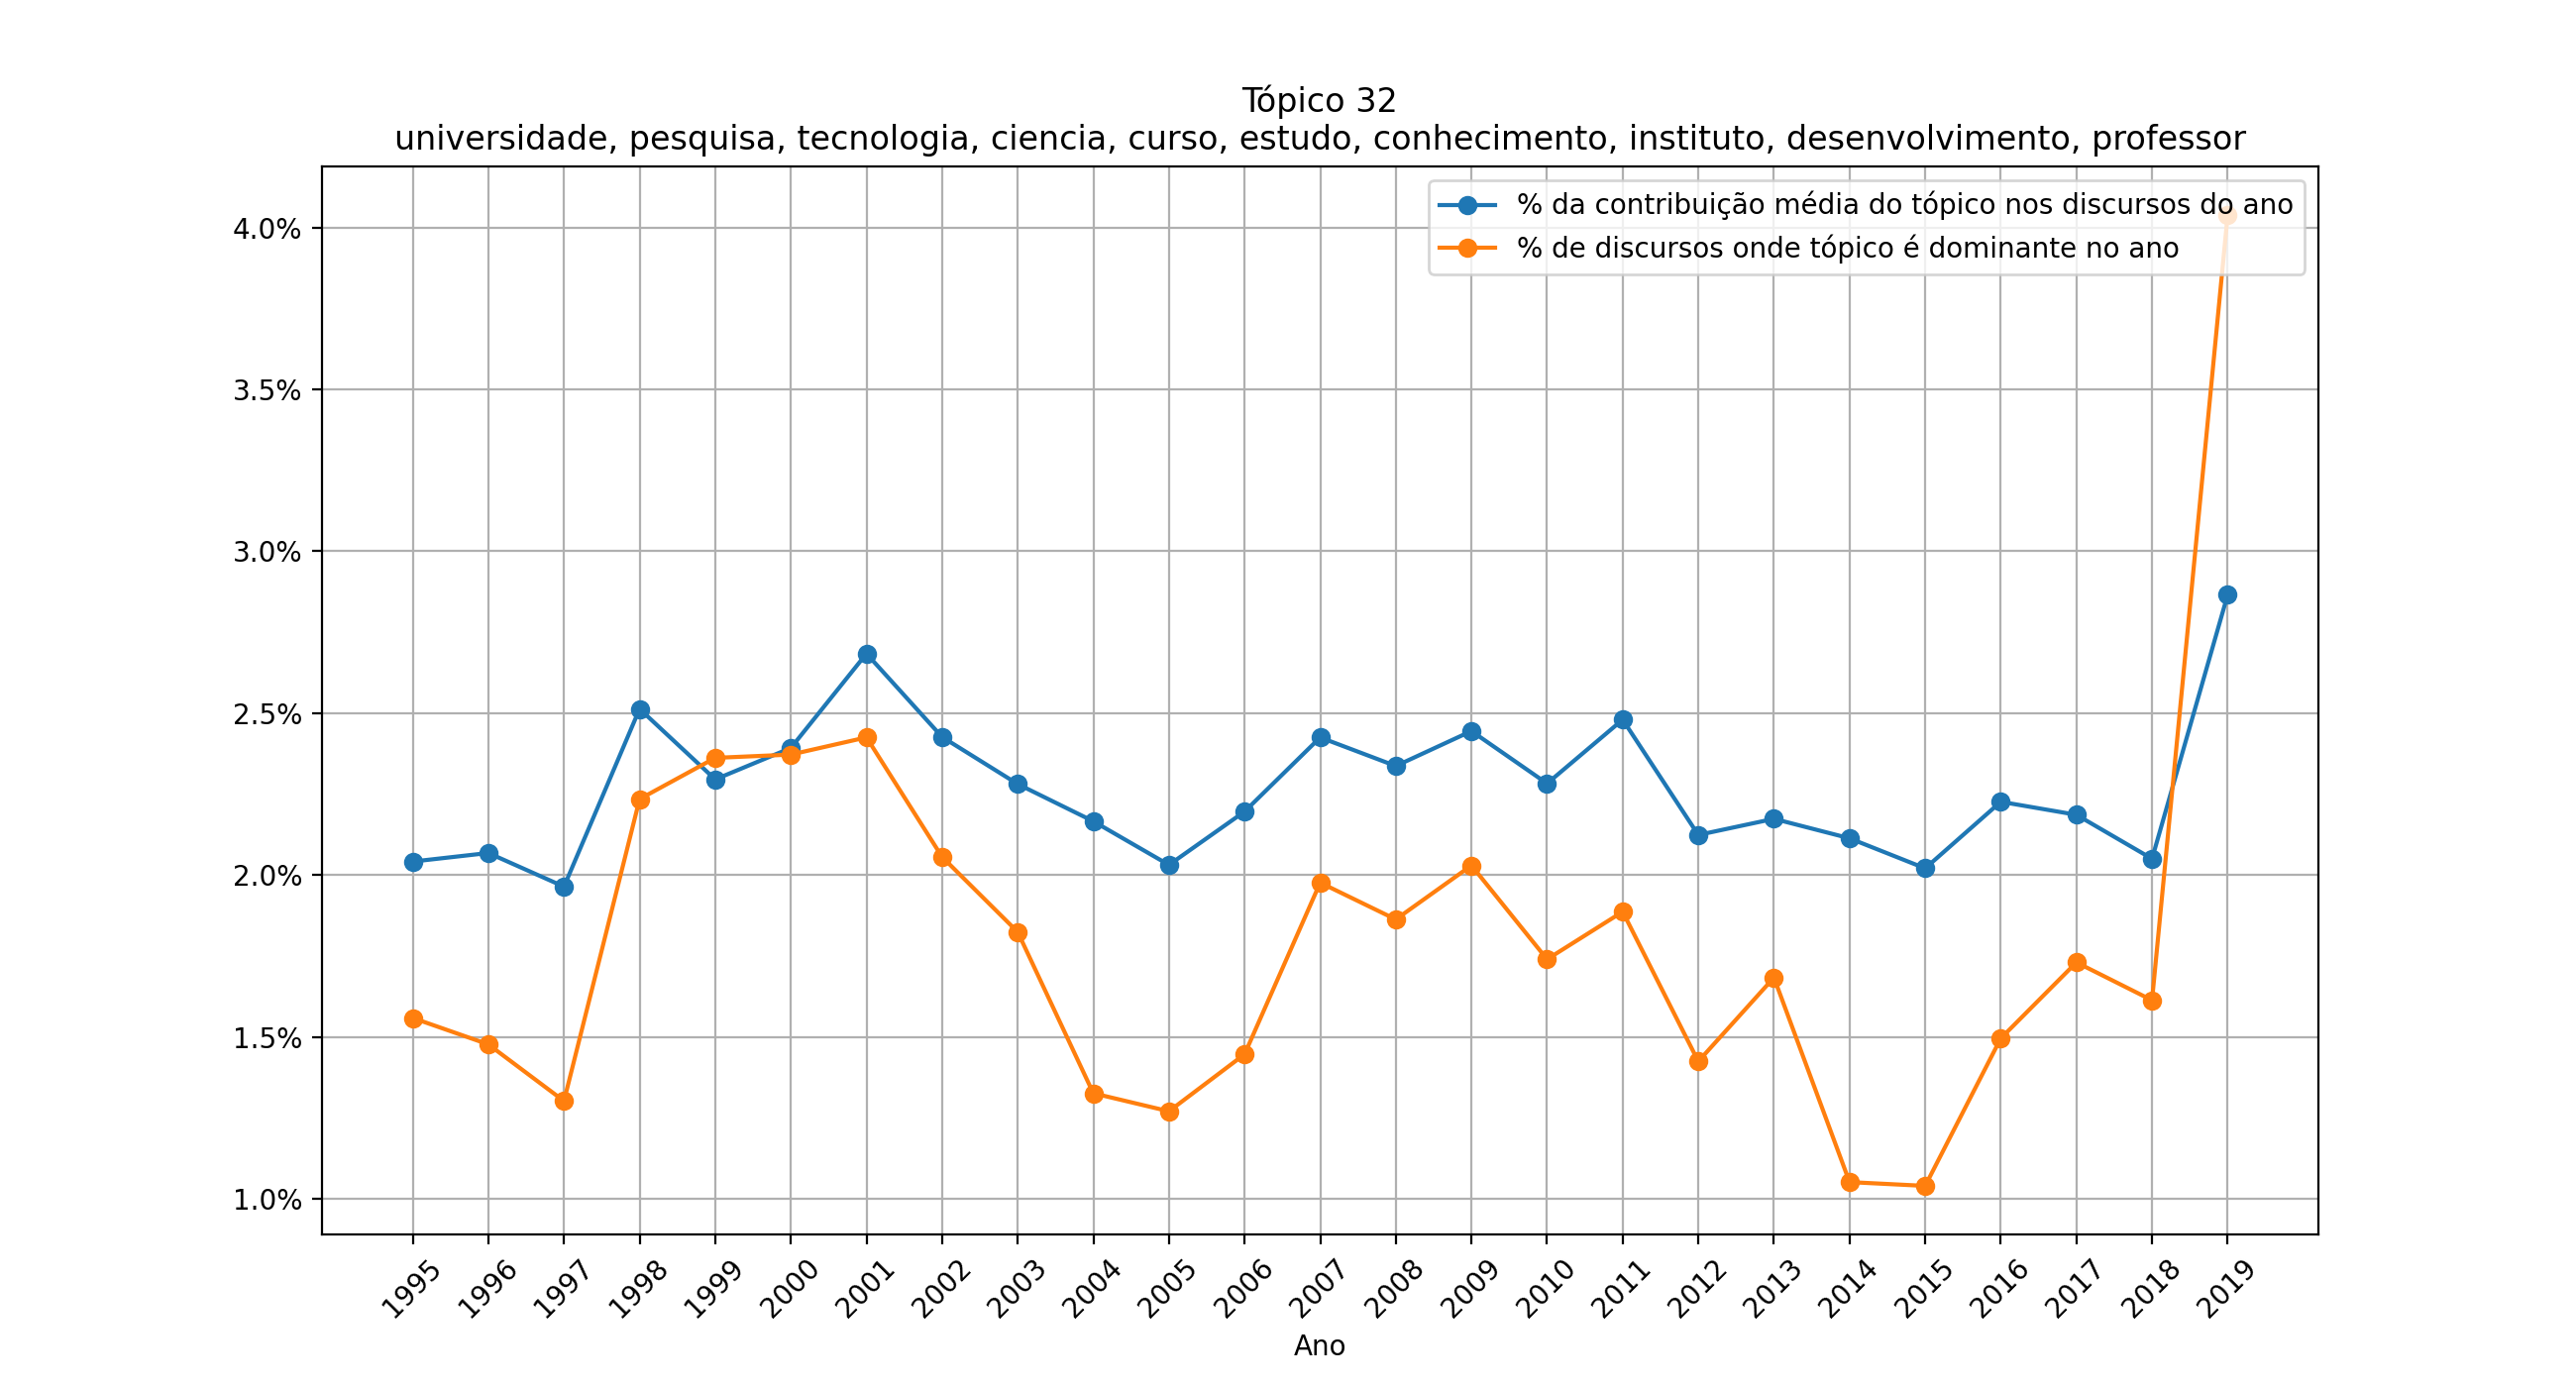 Tópico 32
universidade, pesquisa, tecnologia, ciencia, curso, estudo, conhecimento, instituto, desenvolvimento, professor
% da contribuição média do tópico nos discursos do ano
% de discursos onde tópico é dominante no ano
4.0%
3.5%
3.0%
2.5%
2.0%
1.5%
1.0%
1995 1996 1997 1998 1999 2000 2001 2002 2003 2004 2005 2006 2007 2008 2009 2010 2011 2012 2013 2014 2015 2016 2017 2018 2019
Ano